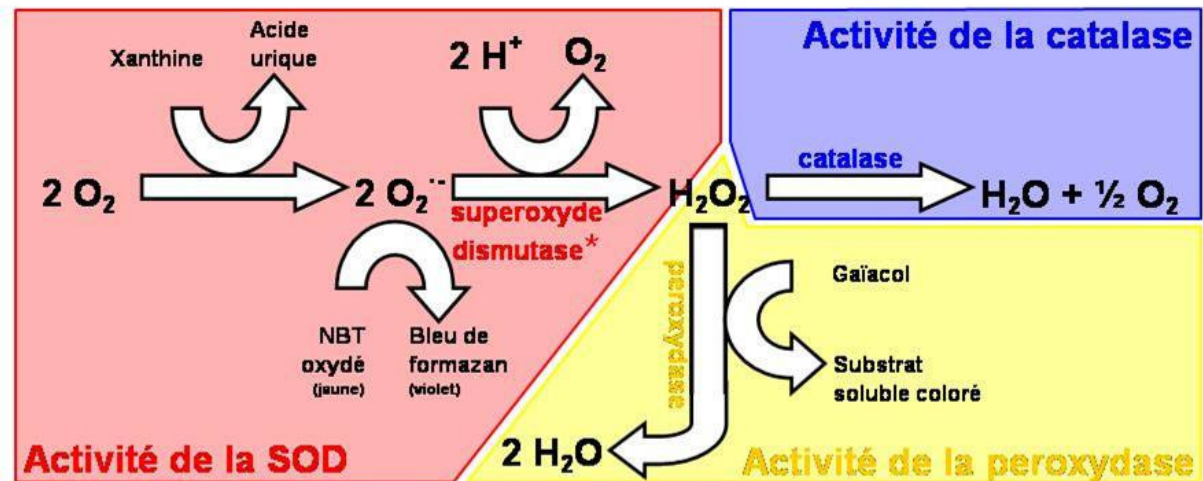 Xanthine
Acide
urique
2 H⁺
O₂
2 O₂
2 O₂˙⁻
superoxyde
dismutase*
H₂O₂
NBT
oxydé
(jaune)
Bleu de
formazan
(violet)
Activité de la SOD
Activité de la catalase
catalase
H₂O + ½ O₂
peroxydase
Gaïacol
Substrat
soluble coloré
2 H₂O
Activité de la peroxydase